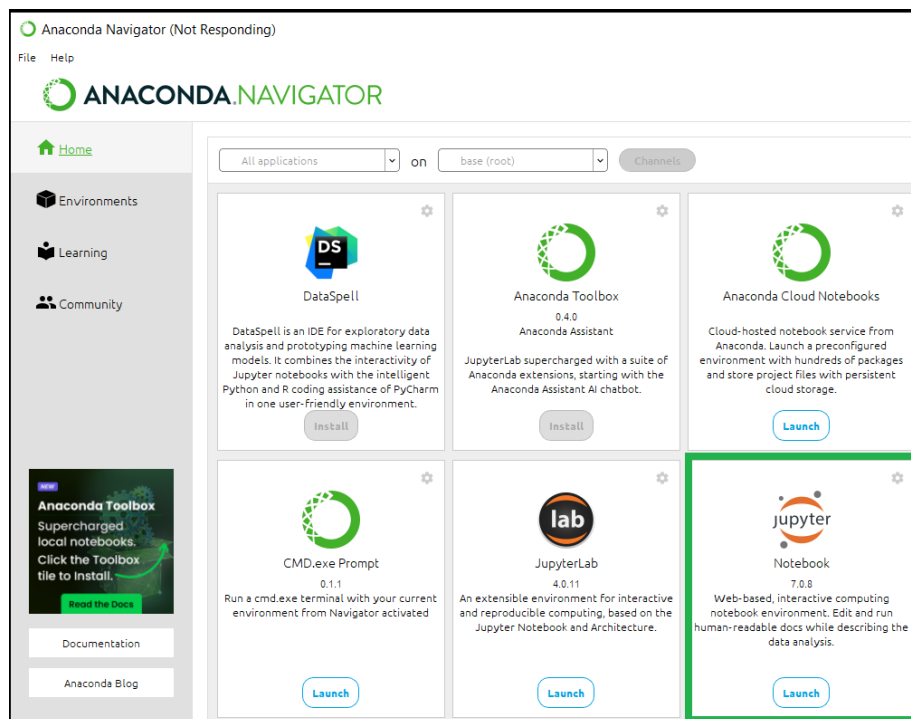 Anaconda Navigator (Not Responding)
File Help
ANACONDA.NAVIGATOR
Home
Environments
Learning
Community
All applications on base (root) Channels
DS
DataSpell
DataSpell is an IDE for exploratory data
analysis and prototyping machine learning
models. It combines the interactivity of
Jupyter notebooks with the intelligent
Python and R coding assistance of PyCharm
in one user-friendly environment.
Install
Anaconda Toolbox
0.4.0
Anaconda Assistant
JupyterLab supercharged with a suite of
Anaconda extensions, starting with the
Anaconda Assistant AI chatbot.
Install
Anaconda Cloud Notebooks
Cloud-hosted notebook service from
Anaconda. Launch a preconfigured
environment with hundreds of packages
and store project files with persistent
cloud storage.
Launch
CMD.exe Prompt
0.1.1
Run a cmd.exe terminal with your current
environment from Navigator activated
Launch
lab
JupyterLab
4.0.11
An extensible environment for interactive
and reproducible computing, based on the
Jupyter Notebook and Architecture.
Launch
jupyter
Notebook
7.0.8
Web-based, interactive computing
notebook environment. Edit and run
human-readable docs while describing the
data analysis.
Launch
NEW
Anaconda Toolbox
Supercharged
local notebooks.
Click the Toolbox
tile to Install.
Read the Docs
Documentation
Anaconda Blog